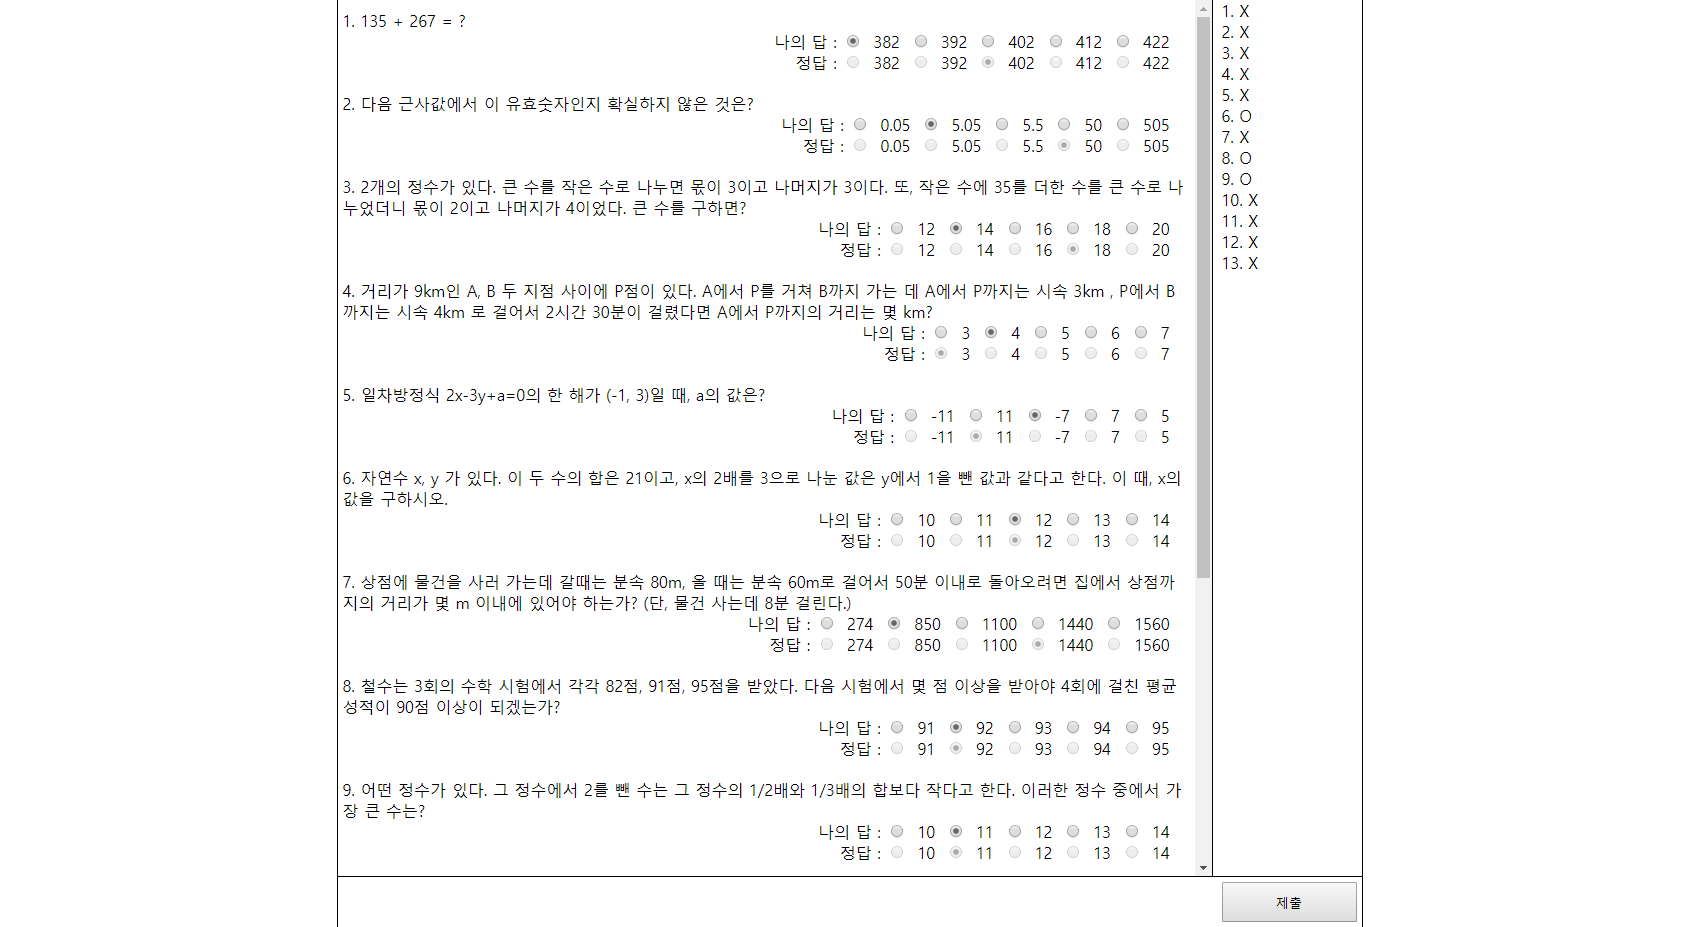 1. 135 + 267 = ?
나의 답 : 382 392 402 412 422
정답 : 382 392 402 412 422
2. 다음 근사값에서 이 유효숫자인지 확실하지 않은 것은?
나의 답 : 0.05 5.05 5.5 50 505
정답 : 0.05 5.05 5.5 50 505
3. 2개의 정수가 있다. 큰 수를 작은 수로 나누면 몫이 3이고 나머지가 3이다. 또, 작은 수에 35를 더한 수를 큰 수로 나
누었더니 몫이 2이고 나머지가 4이었다. 큰 수를 구하면?
나의 답 : 12 14 16 18 20
정답 : 12 14 16 18 20
4. 거리가 9km인 A, B 두 지점 사이에 P점이 있다. A에서 P를 거쳐 B까지 가는 데 A에서 P까지는 시속 3km , P에서 B
까지는 시속 4km 로 걸어서 2시간 30분이 걸렸다면 A에서 P까지의 거리는 몇 km?
나의 답 : 3 4 5 6 7
정답 : 3 4 5 6 7
5. 일차방정식 2x-3y+a=0의 한 해가 (-1, 3)일 때, a의 값은?
나의 답 : -11 11 -7 7 5
정답 : -11 11 -7 7 5
6. 자연수 x, y 가 있다. 이 두 수의 합은 21이고, x의 2배를 3으로 나눈 값은 y에서 1을 뺀 값과 같다고 한다. 이 때, x의
값을 구하시오.
나의 답 : 10 11 12 13 14
정답 : 10 11 12 13 14
7. 상점에 물건을 사러 가는데 갈때는 분속 80m, 올 때는 분속 60m로 걸어서 50분 이내로 돌아오려면 집에서 상점까
지의 거리가 몇 m 이내에 있어야 하는가? (단, 물건 사는데 8분 걸린다.)
나의 답 : 274 850 1100 1440 1560
정답 : 274 850 1100 1440 1560
8. 철수는 3회의 수학 시험에서 각각 82점, 91점, 95점을 받았다. 다음 시험에서 몇 점 이상을 받아야 4회에 걸친 평균
성적이 90점 이상이 되겠는가?
나의 답 : 91 92 93 94 95
정답 : 91 92 93 94 95
9. 어떤 정수가 있다. 그 정수에서 2를 뺀 수는 그 정수의 1/2배와 1/3배의 합보다 작다고 한다. 이러한 정수 중에서 가
장 큰 수는?
나의 답 : 10 11 12 13 14
정답 : 10 11 12 13 14
1. X
2. X
3. X
4. X
5. X
6. O
7. X
8. O
9. O
10. X
11. X
12. X
13. X
제출